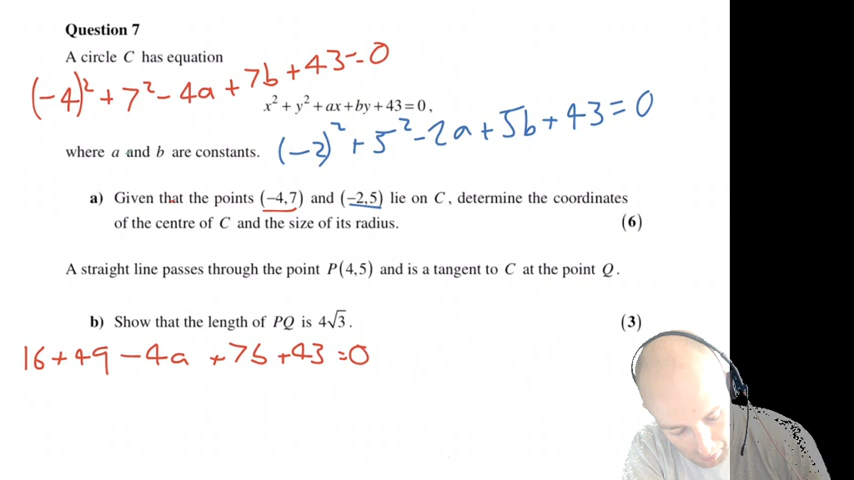 Question 7
A circle C has equation
(-4)² + 7² - 4a + 7b + 43 = 0
x² + y² + ax + by + 43 = 0,
(-2)² + 5² - 2a + 5b + 43 = 0
where a and b are constants.
a) Given that the points (-4,7) and (-2,5) lie on C, determine the coordinates
of the centre of C and the size of its radius. (6)
A straight line passes through the point P(4,5) and is a tangent to C at the point Q.
b) Show that the length of PQ is 4√3. (3)
16 + 49 - 4a + 7b + 43 = 0